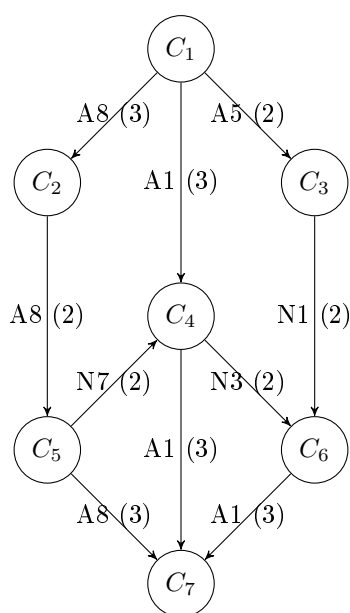 C1
A8 (3) A5 (2)
C2 A1 (3) C3
A8 (2) C4 N1 (2)
N7 (2) N3 (2)
C5 A1 (3) C6
A8 (3) A1 (3)
C7